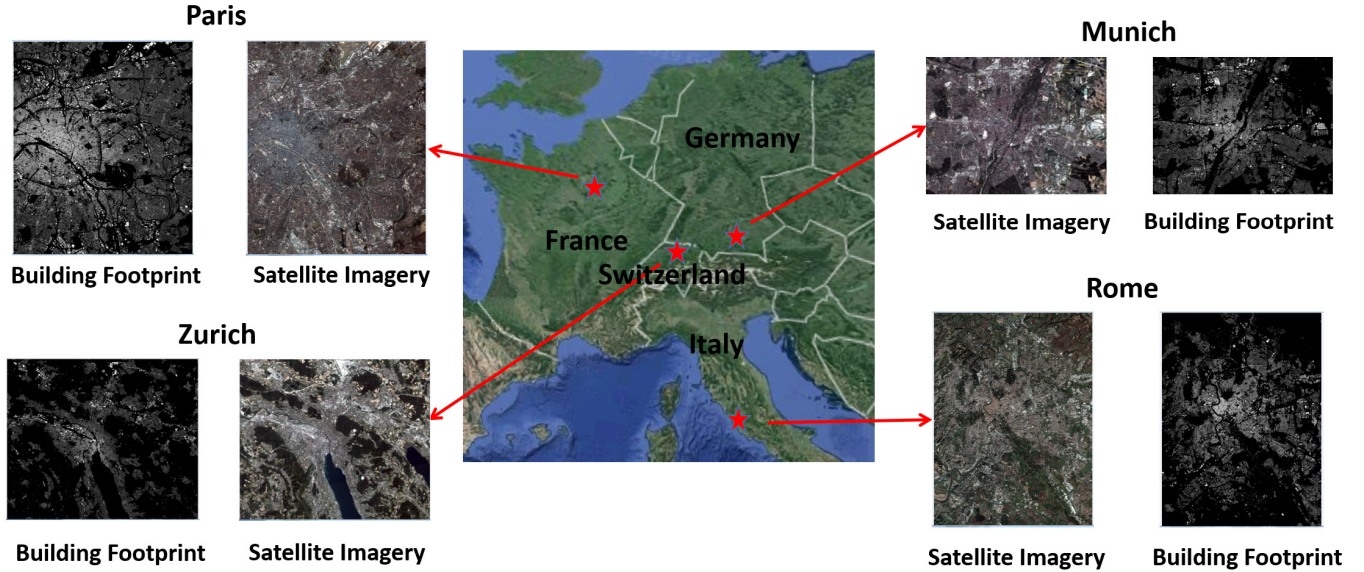 Paris
Building Footprint
Satellite Imagery
Zurich
Building Footprint
Satellite Imagery
Germany
France
Switzerland
Italy
Munich
Satellite Imagery
Building Footprint
Rome
Satellite Imagery
Building Footprint